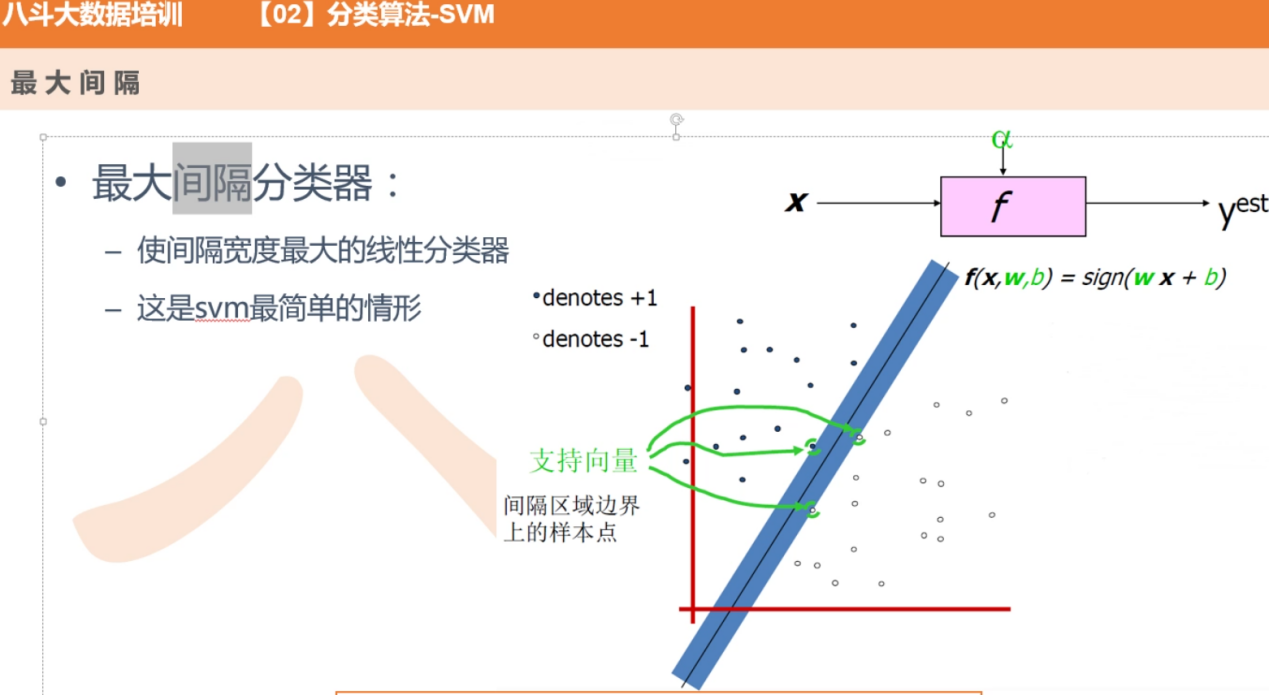 八斗大数据培训 【02】分类算法-SVM
最大间隔
• 最大间隔分类器：
– 使间隔宽度最大的线性分类器
– 这是svm最简单的情形
α
x
f
yest
f(x,w,b) = sign(w x + b)
•denotes +1
°denotes -1
支持向量
间隔区域边界
上的样本点